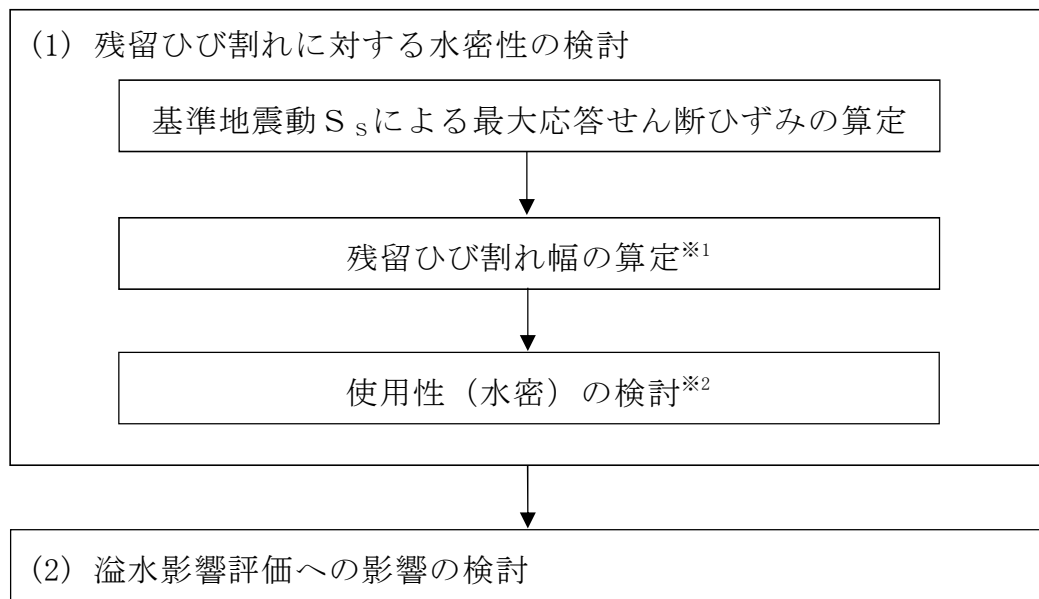 (1) 残留ひび割れに対する水密性の検討
基準地震動Ｓsによる最大応答せん断ひずみの算定
残留ひび割れ幅の算定※1
使用性（水密）の検討※2
(2) 溢水影響評価への影響の検討